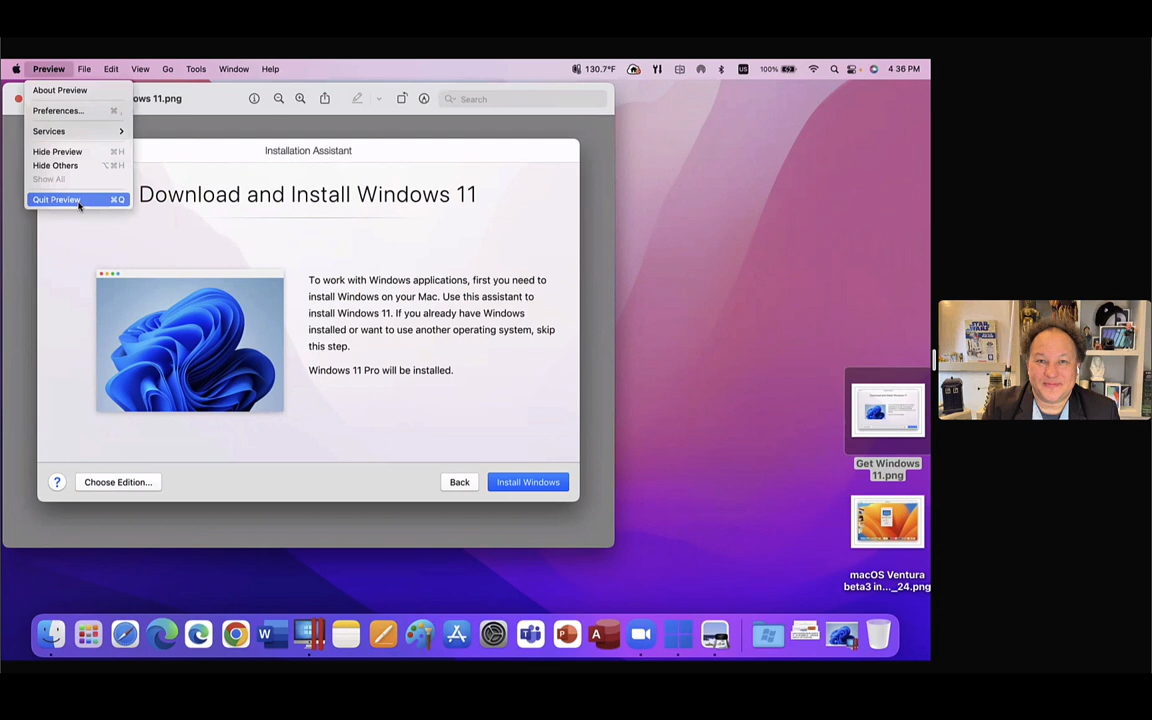 Preview File Edit View Go Tools Window Help 130.7°F US 100% 4:36 PM
About Preview
Preferences... ⌘ ,
Services
Hide Preview ⌘H
Hide Others ⌥⌘H
Show All
Quit Preview ⌘Q
ows 11.png
Search
Installation Assistant
Download and Install Windows 11
To work with Windows applications, first you need to
install Windows on your Mac. Use this assistant to
install Windows 11. If you already have Windows
installed or want to use another operating system, skip
this step.
Windows 11 Pro will be installed.
? Choose Edition... Back Install Windows
Get Windows
11.png
macOS Ventura
beta3 in..._24.png
STAR
WARS
W
P
A